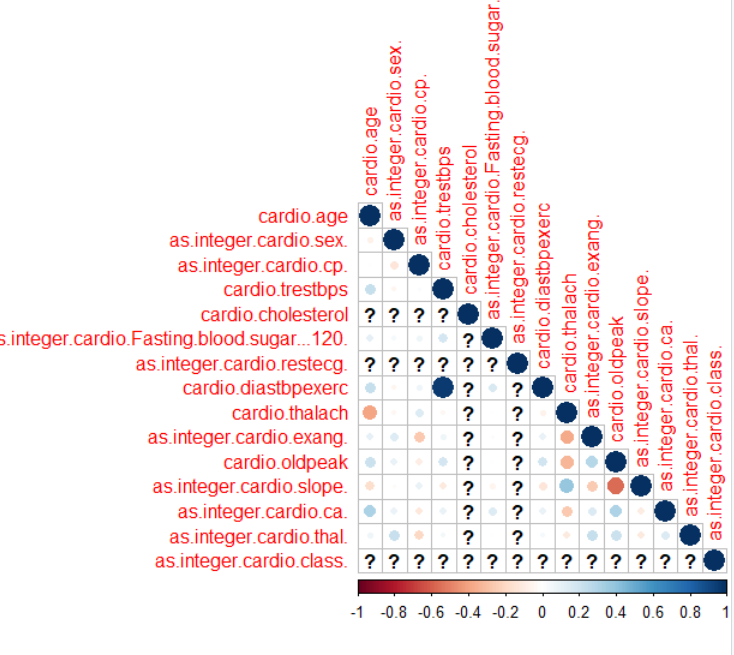 cardio.age
as.integer.cardio.sex.
as.integer.cardio.cp.
cardio.trestbps
cardio.cholesterol
as.integer.cardio.Fasting.blood.sugar.
as.integer.cardio.restecg.
cardio.diastbpexerc
cardio.thalach
as.integer.cardio.exang.
cardio.oldpeak
as.integer.cardio.slope.
as.integer.cardio.ca.
as.integer.cardio.thal.
as.integer.cardio.class.
cardio.age
as.integer.cardio.sex.
as.integer.cardio.cp.
cardio.trestbps
cardio.cholesterol ? ? ? ?
s.integer.cardio.Fasting.blood.sugar...120. ?
as.integer.cardio.restecg. ? ? ? ? ? ?
cardio.diastbpexerc ? ?
cardio.thalach ? ?
as.integer.cardio.exang. ? ?
cardio.oldpeak ? ?
as.integer.cardio.slope. ? ?
as.integer.cardio.ca. ? ?
as.integer.cardio.thal. ? ?
as.integer.cardio.class. ? ? ? ? ? ? ? ? ? ? ? ? ? ?
-1 -0.8 -0.6 -0.4 -0.2 0 0.2 0.4 0.6 0.8 1